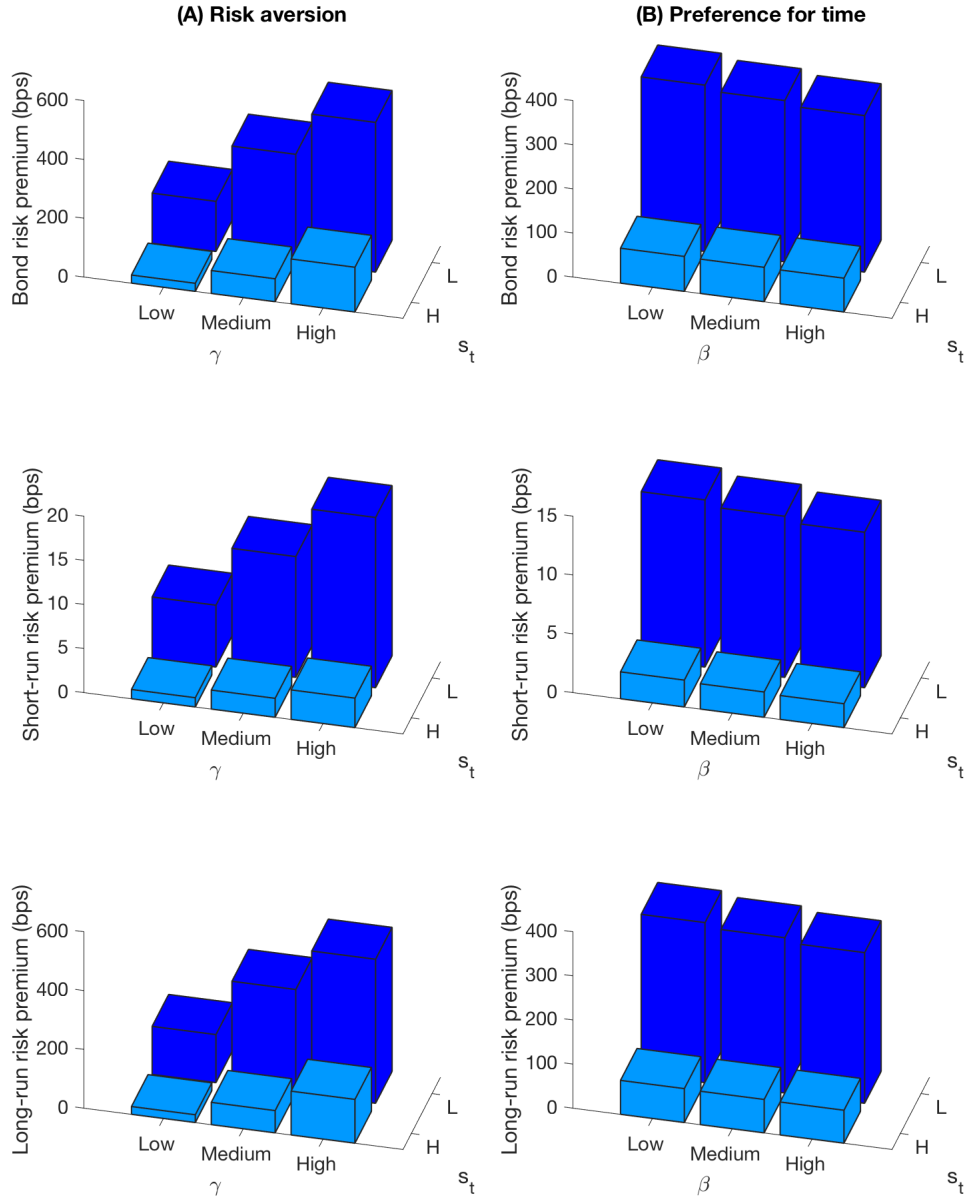 (A) Risk aversion
Bond risk premium (bps)
600
400
200
0
Low
Medium
High
γ
H
L
s_t
(B) Preference for time
Bond risk premium (bps)
400
300
200
100
0
Low
Medium
High
β
H
L
s_t
Short-run risk premium (bps)
20
15
10
5
0
Low
Medium
High
γ
H
L
s_t
Short-run risk premium (bps)
15
10
5
0
Low
Medium
High
β
H
L
s_t
Long-run risk premium (bps)
600
400
200
0
Low
Medium
High
γ
H
L
s_t
Long-run risk premium (bps)
400
300
200
100
0
Low
Medium
High
β
H
L
s_t